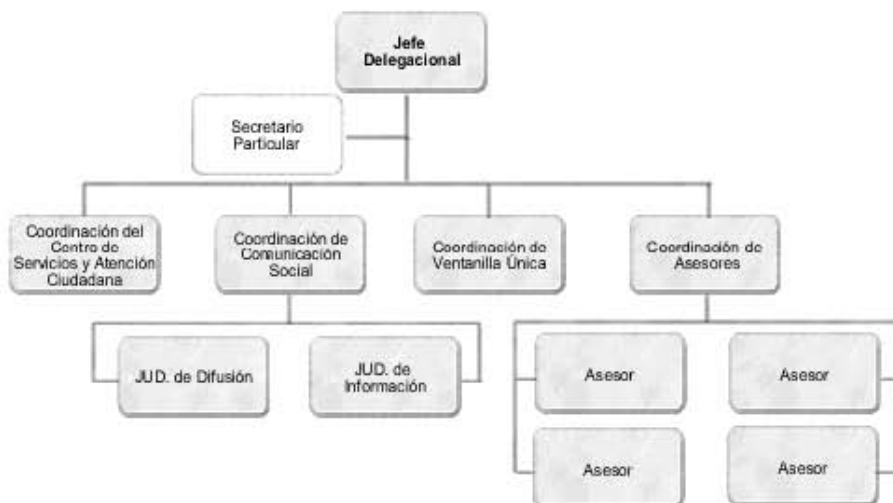 Jefe
Delegacional
Secretario
Particular
Coordinación del
Centro de
Servicios y Atención
Ciudadana
Coordinación de
Comunicación
Social
Coordinación de
Ventanilla Única
Coordinación de
Asesores
JUD. de Difusión
JUD. de
Información
Asesor
Asesor
Asesor
Asesor